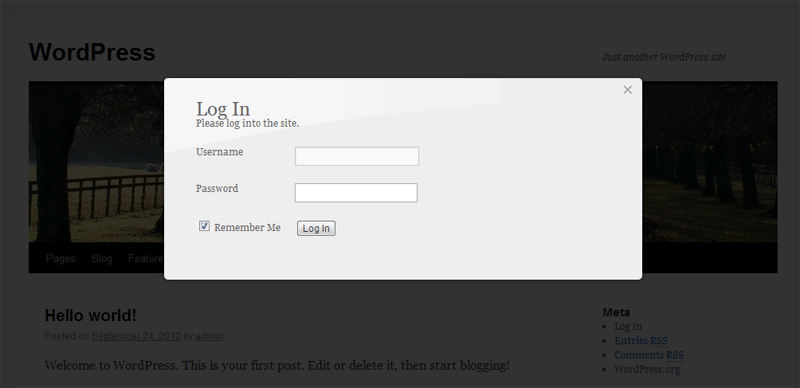 WordPress
Just another WordPress site
×
Log In
Please log into the site.
Username
Password
Remember Me
Log In
Pages
Blog
Feature
Hello world!
Posted on September 24, 2012 by admin
Welcome to WordPress. This is your first post. Edit or delete it, then start blogging!
Meta
Log in
Entries RSS
Comments RSS
WordPress.org